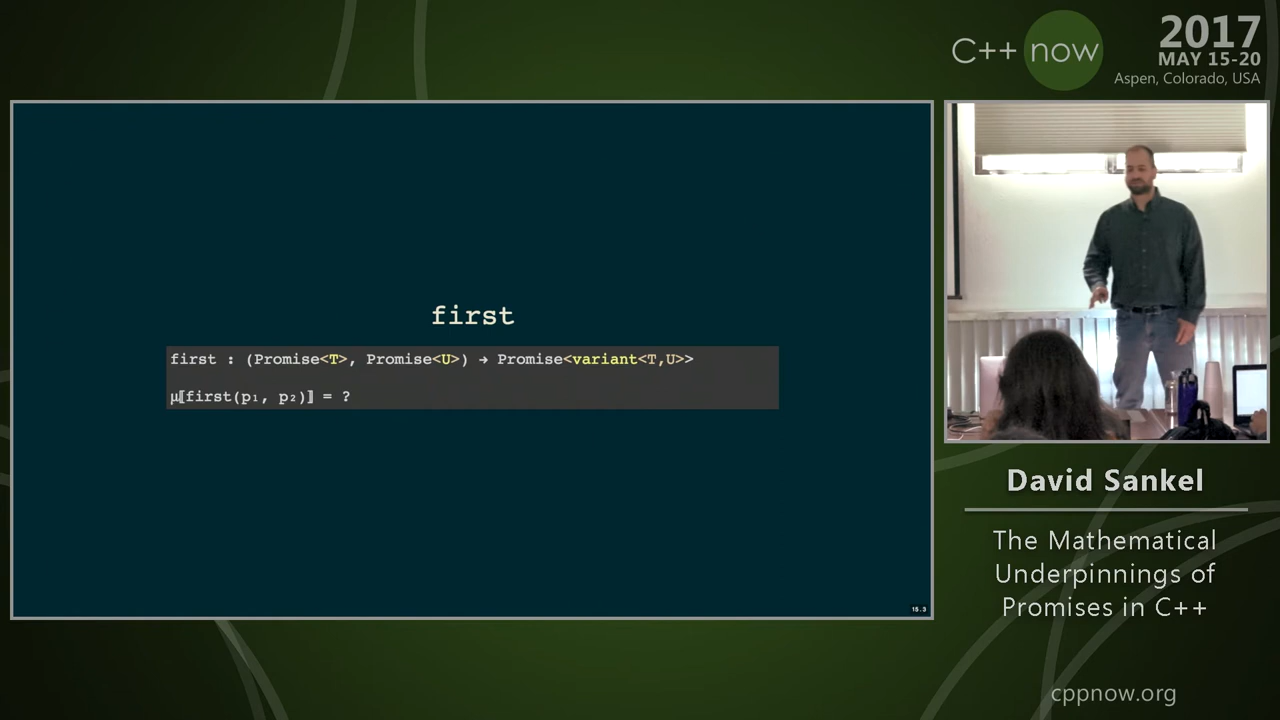 C++ now
2017
MAY 15-20
Aspen, Colorado, USA
first
first : (Promise<T>, Promise<U>) → Promise<variant<T,U>>
μ⟦first(p₁, p₂)⟧ = ?
15.3
David Sankel
The Mathematical
Underpinnings of
Promises in C++
cppnow.org